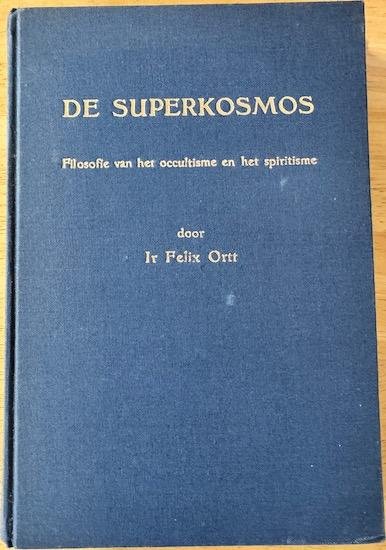 DE SUPERKOSMOS
Filosofie van het occultisme en het spiritisme
door
Ir Felix Ortt